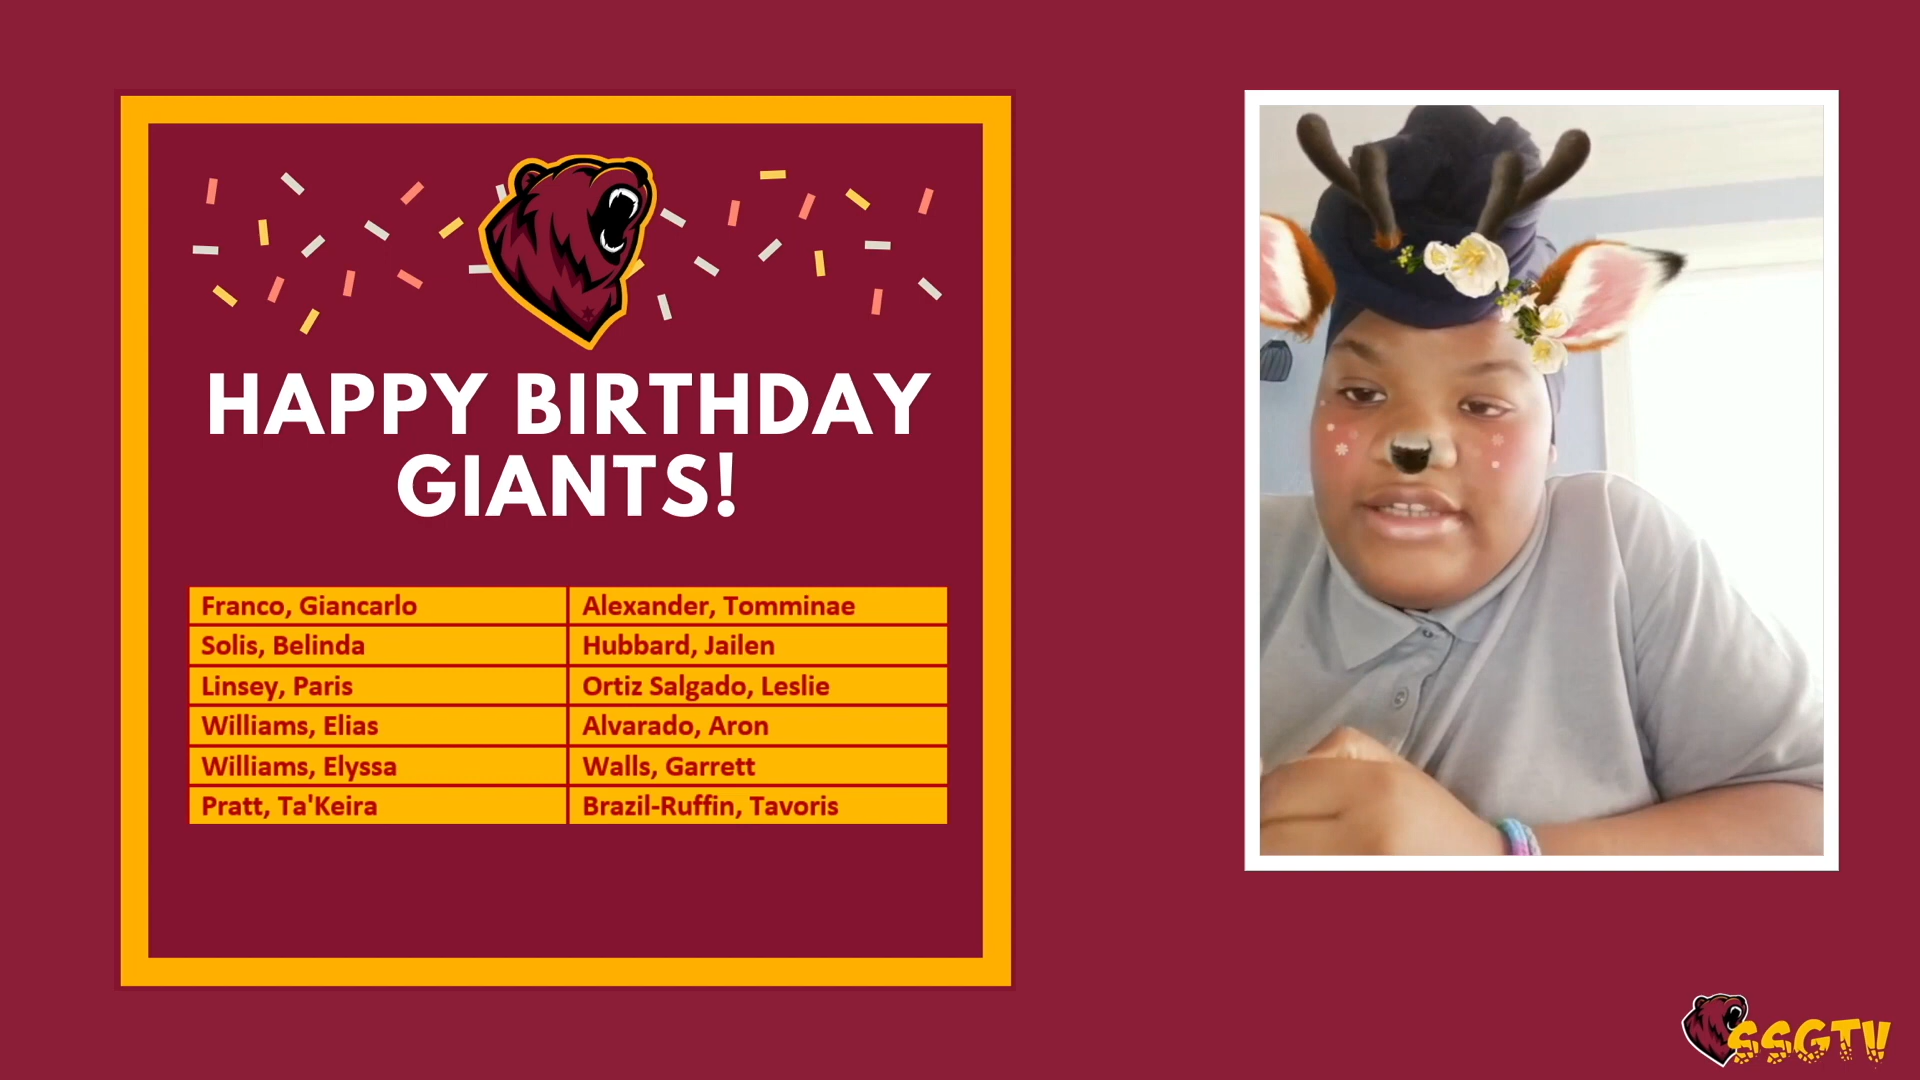 HAPPY BIRTHDAY
GIANTS!
Franco, Giancarlo
Alexander, Tomminae
Solis, Belinda
Hubbard, Jailen
Linsey, Paris
Ortiz Salgado, Leslie
Williams, Elias
Alvarado, Aron
Williams, Elyssa
Walls, Garrett
Pratt, Ta'Keira
Brazil-Ruffin, Tavoris
SSGTV